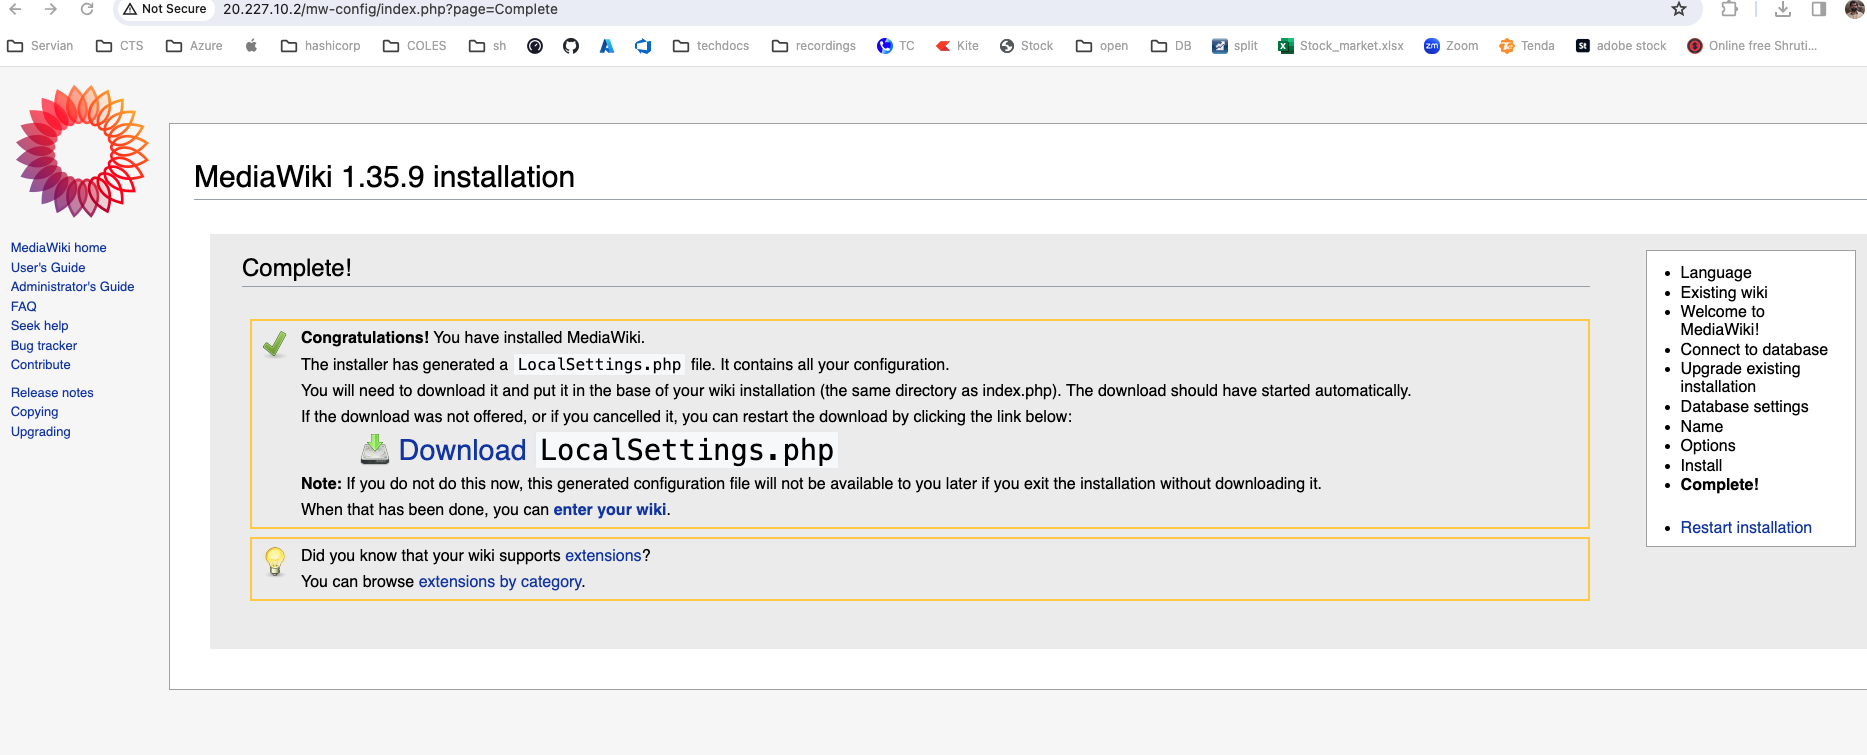 Not Secure 20.227.10.2/mw-config/index.php?page=Complete
Servian CTS Azure hashicorp COLES sh techdocs recordings TC Kite Stock open DB split Stock_market.xlsx zm Zoom Tenda St adobe stock Online free Shruti...
MediaWiki 1.35.9 installation
MediaWiki home
User's Guide
Administrator's Guide
FAQ
Seek help
Bug tracker
Contribute
Release notes
Copying
Upgrading
Complete!
Congratulations! You have installed MediaWiki.
The installer has generated a LocalSettings.php file. It contains all your configuration.
You will need to download it and put it in the base of your wiki installation (the same directory as index.php). The download should have started automatically.
If the download was not offered, or if you cancelled it, you can restart the download by clicking the link below:
Download LocalSettings.php
Note: If you do not do this now, this generated configuration file will not be available to you later if you exit the installation without downloading it.
When that has been done, you can enter your wiki.
Did you know that your wiki supports extensions?
You can browse extensions by category.
Language
Existing wiki
Welcome to
MediaWiki!
Connect to database
Upgrade existing
installation
Database settings
Name
Options
Install
Complete!
Restart installation